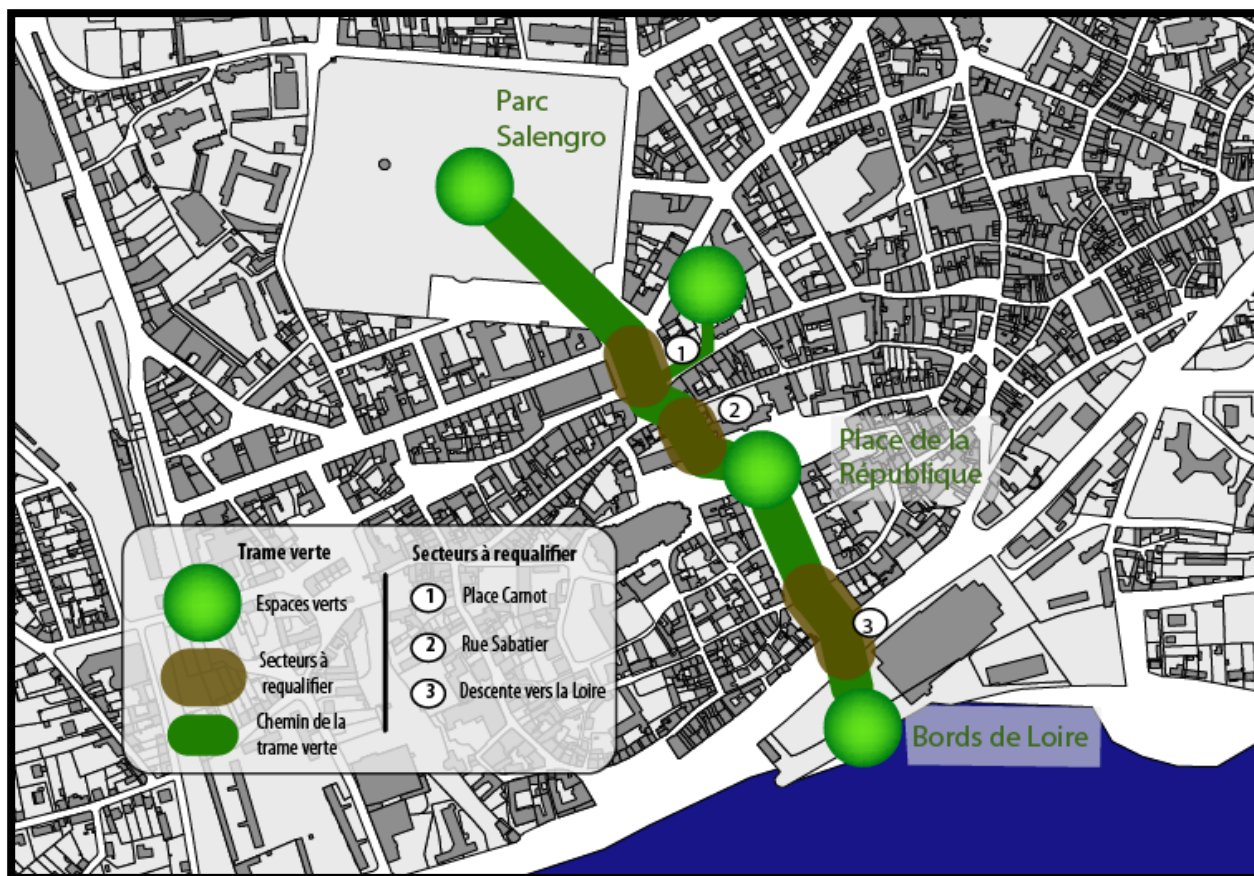 Parc
Salengro
1
2
Place de la
République
3
Bords de Loire
Trame verte
Espaces verts
Secteurs à
requalifier
Chemin de la
trame verte
Secteurs à requalifier
1 Place Carnot
2 Rue Sabatier
3 Descente vers la Loire